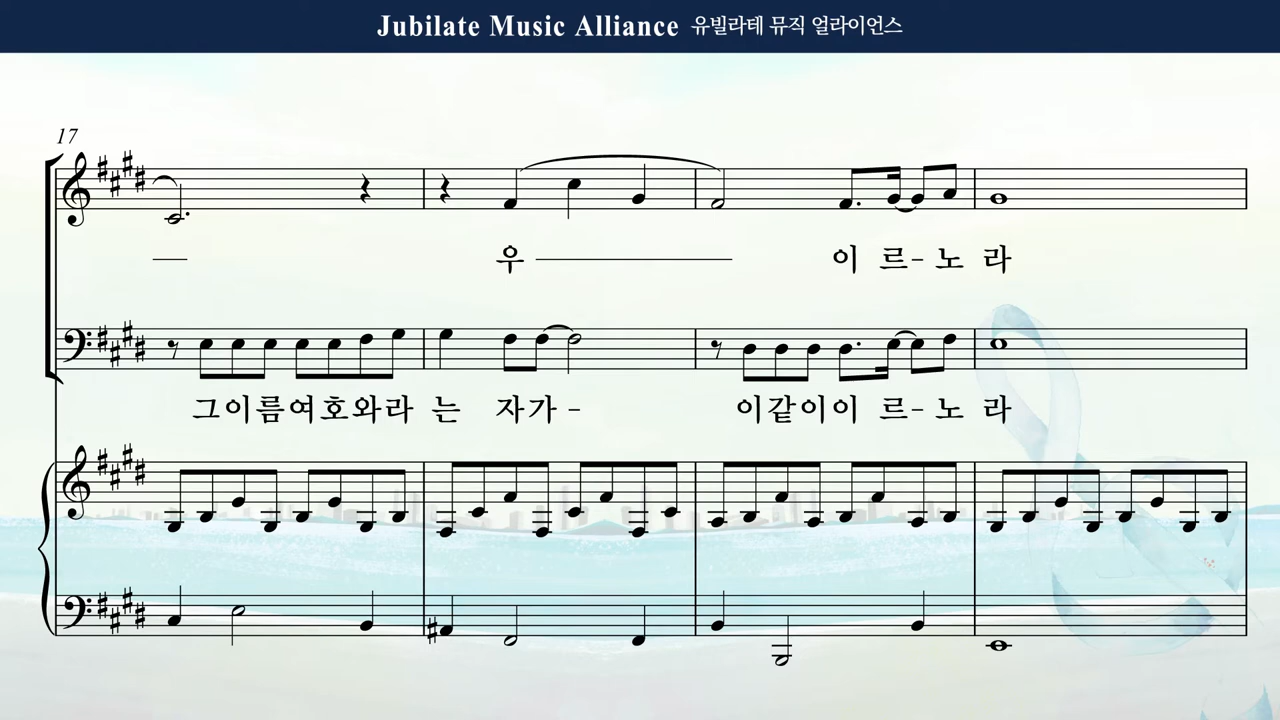 Jubilate Music Alliance 유빌라테 뮤직 얼라이언스
17
우 이 르- 노 라
그이름여호와라 는 자가- 이같이이 르- 노 라